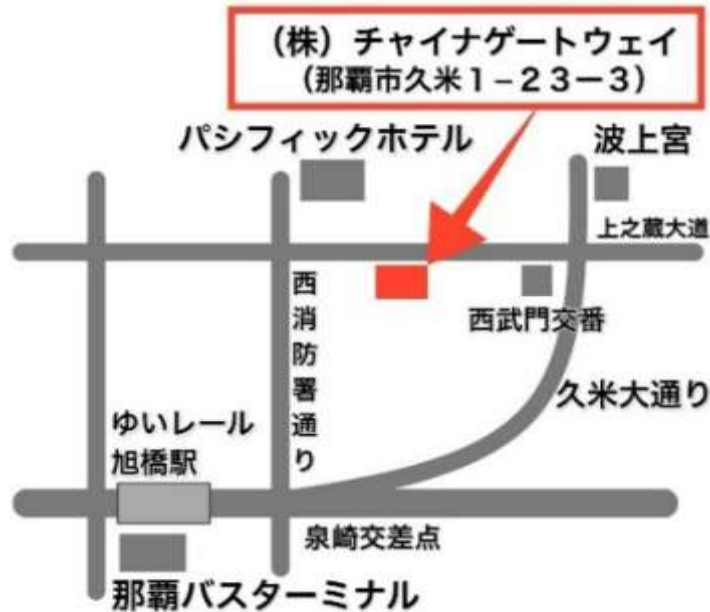 （株）チャイナゲートウェイ
（那覇市久米１−２３ー３）
パシフィックホテル
波上宮
上之蔵大道
西消防署通り
西武門交番
久米大通り
ゆいレール
旭橋駅
泉崎交差点
那覇バスターミナル